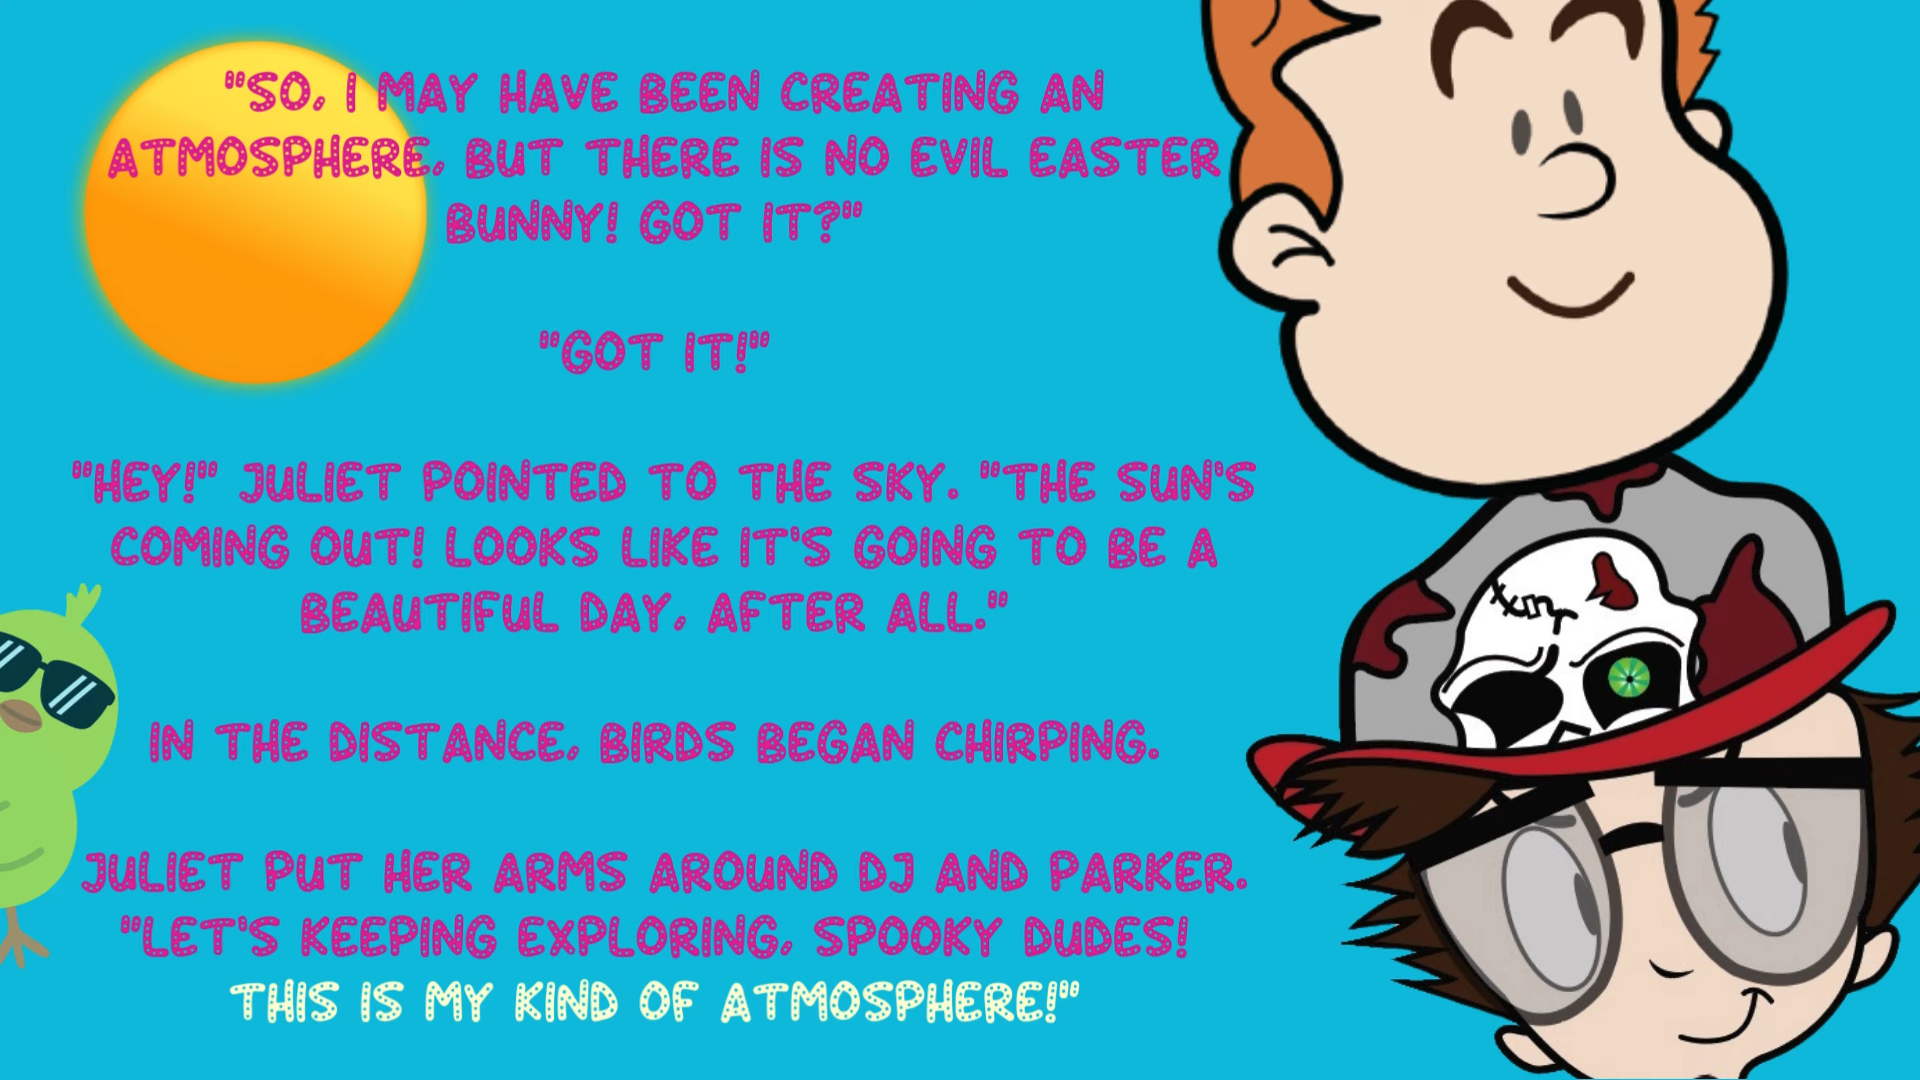 "SO, I MAY HAVE BEEN CREATING AN
ATMOSPHERE, BUT THERE IS NO EVIL EASTER
BUNNY! GOT IT?"
"GOT IT!"
"HEY!" JULIET POINTED TO THE SKY. "THE SUN'S
COMING OUT! LOOKS LIKE IT'S GOING TO BE A
BEAUTIFUL DAY, AFTER ALL."
IN THE DISTANCE, BIRDS BEGAN CHIRPING.
JULIET PUT HER ARMS AROUND DJ AND PARKER.
"LET'S KEEPING EXPLORING, SPOOKY DUDES!
THIS IS MY KIND OF ATMOSPHERE!"